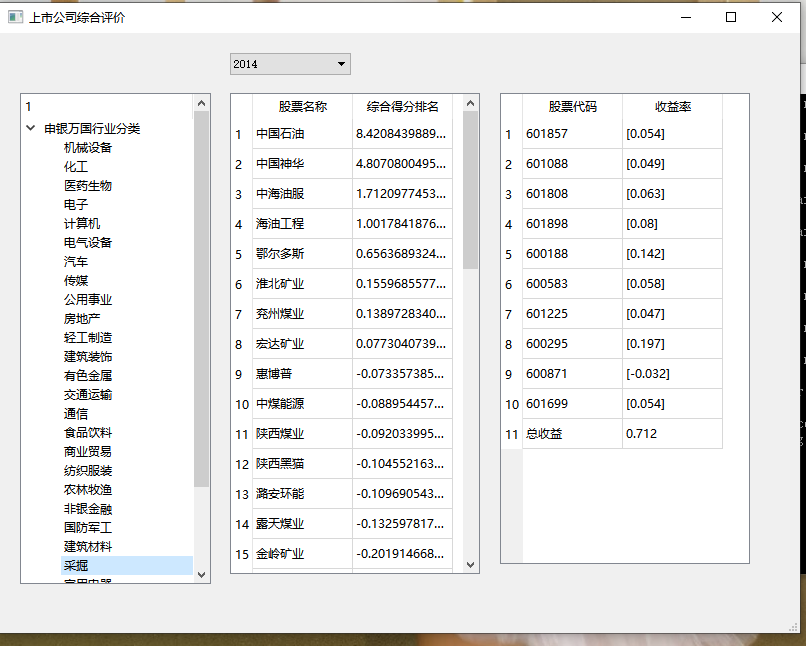 上市公司综合评价
2014
1
申银万国行业分类
机械设备
化工
医药生物
电子
计算机
电气设备
汽车
传媒
公用事业
房地产
轻工制造
建筑装饰
有色金属
交通运输
通信
食品饮料
商业贸易
纺织服装
农林牧渔
非银金融
国防军工
建筑材料
采掘
股票名称 综合得分排名
1 中国石油 8.4208439889...
2 中国神华 4.8070800495...
3 中海油服 1.7120977453...
4 海油工程 1.0017841876...
5 鄂尔多斯 0.6563689324...
6 淮北矿业 0.1559685577...
7 兖州煤业 0.1389728340...
8 宏达矿业 0.0773040739...
9 惠博普 -0.073357385...
10 中煤能源 -0.088954457...
11 陕西煤业 -0.092033995...
12 陕西黑猫 -0.104552163...
13 潞安环能 -0.109690543...
14 露天煤业 -0.132597817...
15 金岭矿业 -0.201914668...
股票代码 收益率
1 601857 [0.054]
2 601088 [0.049]
3 601808 [0.063]
4 601898 [0.08]
5 600188 [0.142]
6 600583 [0.058]
7 601225 [0.047]
8 600295 [0.197]
9 600871 [-0.032]
10 601699 [0.054]
11 总收益 0.712